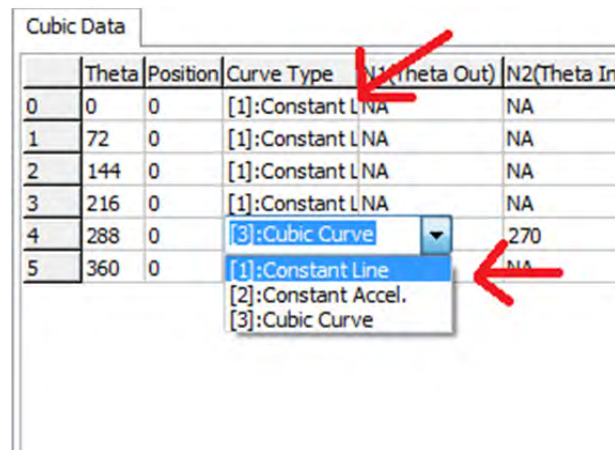 Cubic Data
Theta Position Curve Type N1(Theta Out) N2(Theta In
0 0 0 [1]:Constant L NA NA
1 72 0 [1]:Constant L NA NA
2 144 0 [1]:Constant L NA NA
3 216 0 [1]:Constant L NA NA
4 288 0 [3]:Cubic Curve 270
5 360 0 [1]:Constant Line NA
[2]:Constant Accel.
[3]:Cubic Curve